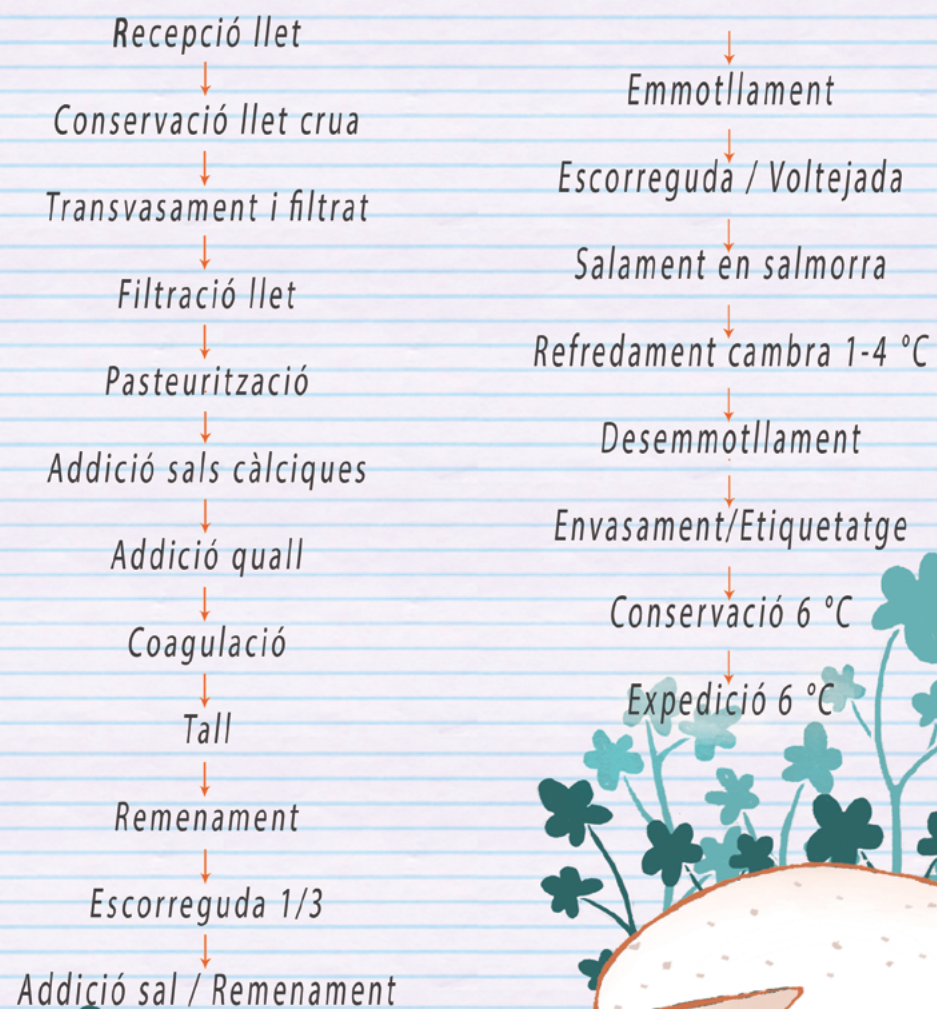 Recepció llet
Conservació llet crua
Transvasament i filtrat
Filtració llet
Pasteurització
Addició sals càlciques
Addició quall
Coagulació
Tall
Remenament
Escorreguda 1/3
Addició sal / Remenament
Emmotllament
Escorreguda / Voltejada
Salament en salmorra
Refredament cambra 1-4 °C
Desemmotllament
Envasament/Etiquetatge
Conservació 6 °C
Expedició 6 °C